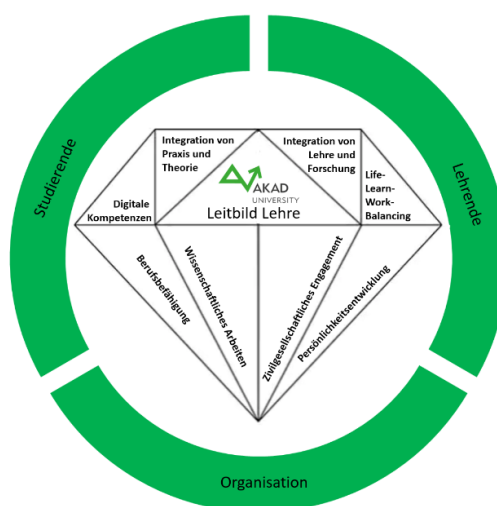 Studierende
Lehrende
Integration von
Praxis und
Theorie
Integration von
Lehre und
Forschung
Digitale
Kompetenzen
AKAD
UNIVERSITY
Leitbild Lehre
Life-
Learn-
Work-
Balancing
Berufsbefähigung
Wissenschaftliches Arbeiten
Zivilgesellschaftliches Engagement
Persönlichkeitsentwicklung
Organisation